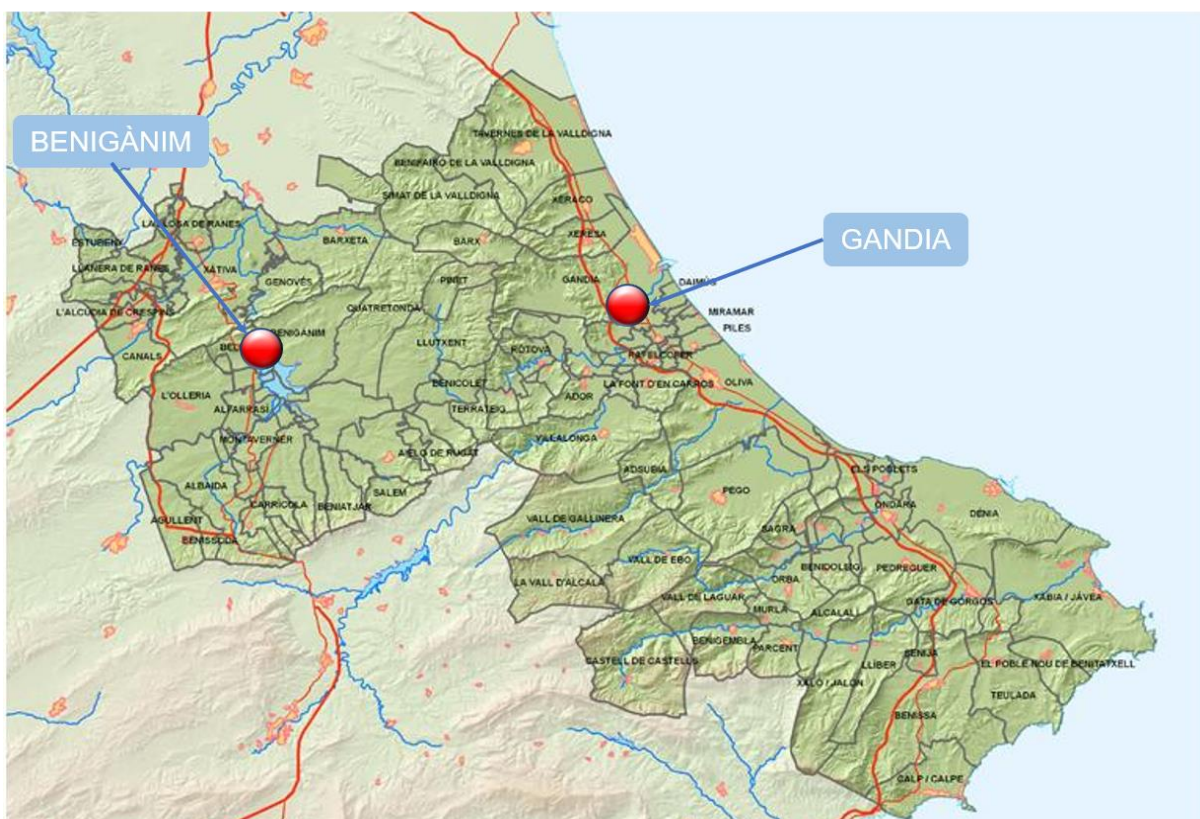 BENIGÀNIM
GANDIA
TAVERNES DE LA VALLDIGNA
BENIFAIRÓ DE LA VALLDIGNA
SIMAT DE LA VALLDIGNA
XERACO
LA LLOSA DE RANES
ESTUBENY
BARXETA
BARX
XERESA
LLANERA DE RANES
XÀTIVA
GENOVÉS
PINET
GANDIA
DAIMÚS
L'ALCÚDIA DE CRESPINS
QUATRETONDA
MIRAMAR
PILES
BENIGANIM
CANALS
BEL
LLUTXENT
RÓTOVA
RAFELCOFER
L'OLLERIA
BENICOLET
LA FONT D'EN CARRÒS
OLIVA
ALFARRASÍ
TERRATEIG
ADOR
MONTAVERNER
VILLALONGA
AIELO DE RUGAT
ADSUBIA
ELS POBLETS
ALBAIDA
SALEM
PEGO
CARRÍCOLA
BENIATJAR
ONDARA
DÉNIA
AGULLENT
VALL DE GALLINERA
SAGRA
BENISSODA
VALL DE EBO
BENIDOLEIG
PEDREGUER
LA VALL D'ALCALÀ
ORBA
VALL DE LAGUAR
GATA DE GORGOS
XÀBIA / JÁVEA
MURLA
ALCALALÍ
BENIGEMBLA
PARCENT
CASTELL DE CASTELLS
SENIJA
LLÍBER
EL POBLE NOU DE BENITATXELL
XALÓ / JALÓN
TEULADA
BENISSA
CALP / CALPE